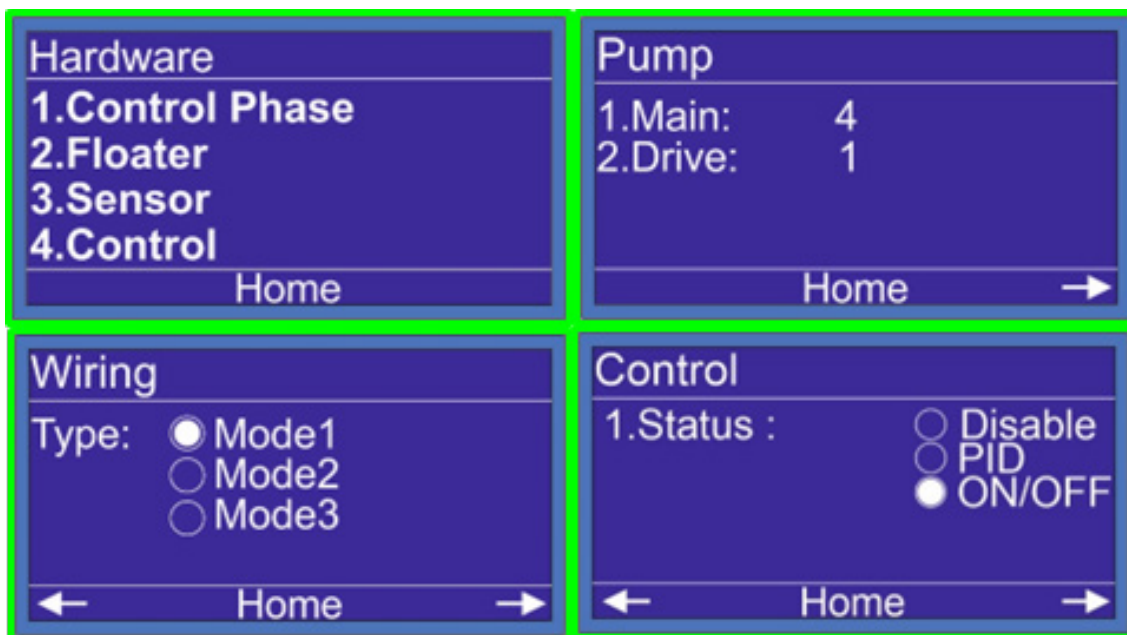 Hardware
1.Control Phase
2.Floater
3.Sensor
4.Control
Home
Pump
1.Main: 4
2.Drive: 1
Home
Wiring
Type: Mode1
Mode2
Mode3
Home
Control
1.Status : Disable
PID
ON/OFF
Home